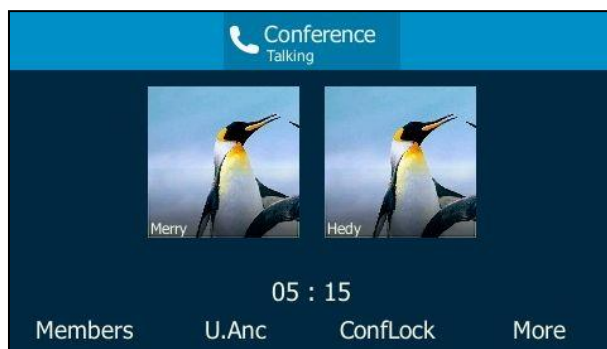 Conference
Talking
Merry Hedy
05 : 15
Members U.Anc ConfLock More